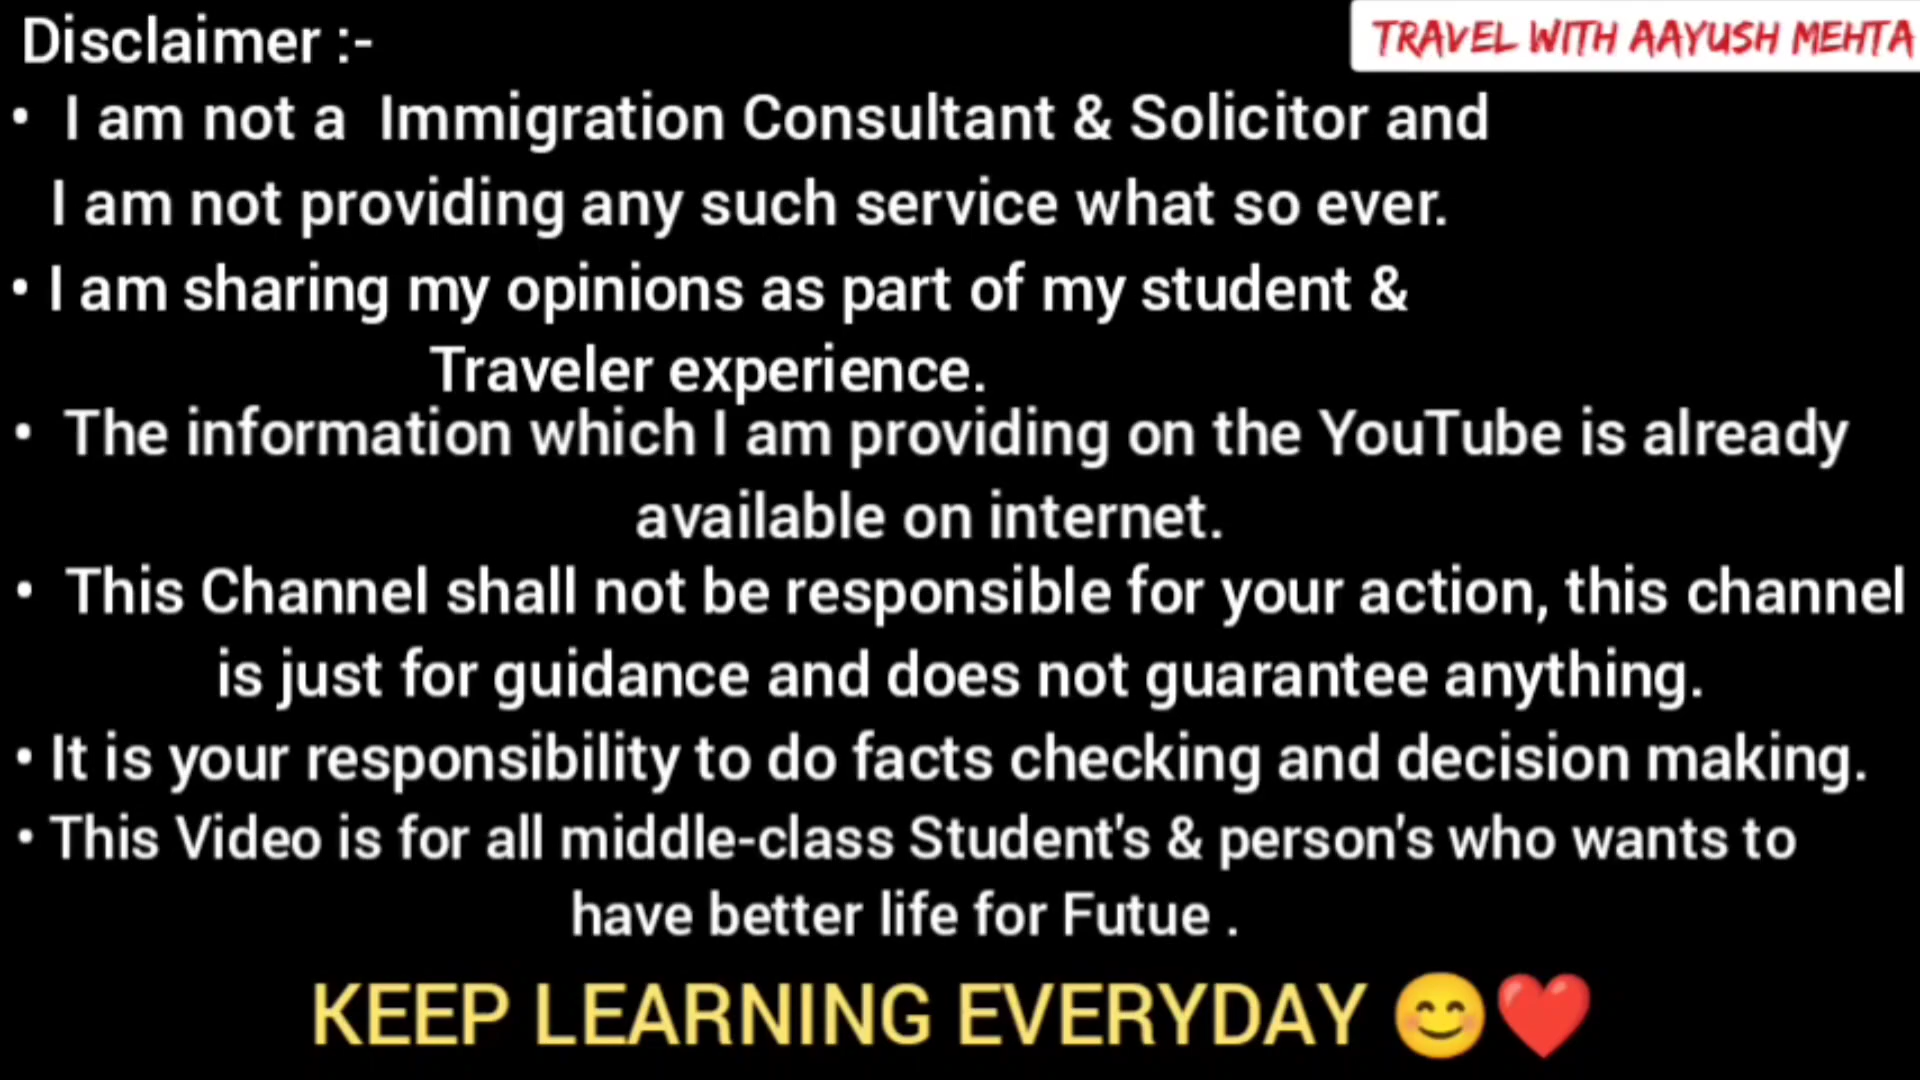 Disclaimer :-
TRAVEL WITH AAYUSH MEHTA
• I am not a Immigration Consultant & Solicitor and
I am not providing any such service what so ever.
• I am sharing my opinions as part of my student &
Traveler experience.
• The information which I am providing on the YouTube is already
available on internet.
• This Channel shall not be responsible for your action, this channel
is just for guidance and does not guarantee anything.
• It is your responsibility to do facts checking and decision making.
• This Video is for all middle-class Student's & person's who wants to
have better life for Futue .
KEEP LEARNING EVERYDAY 😊❤️